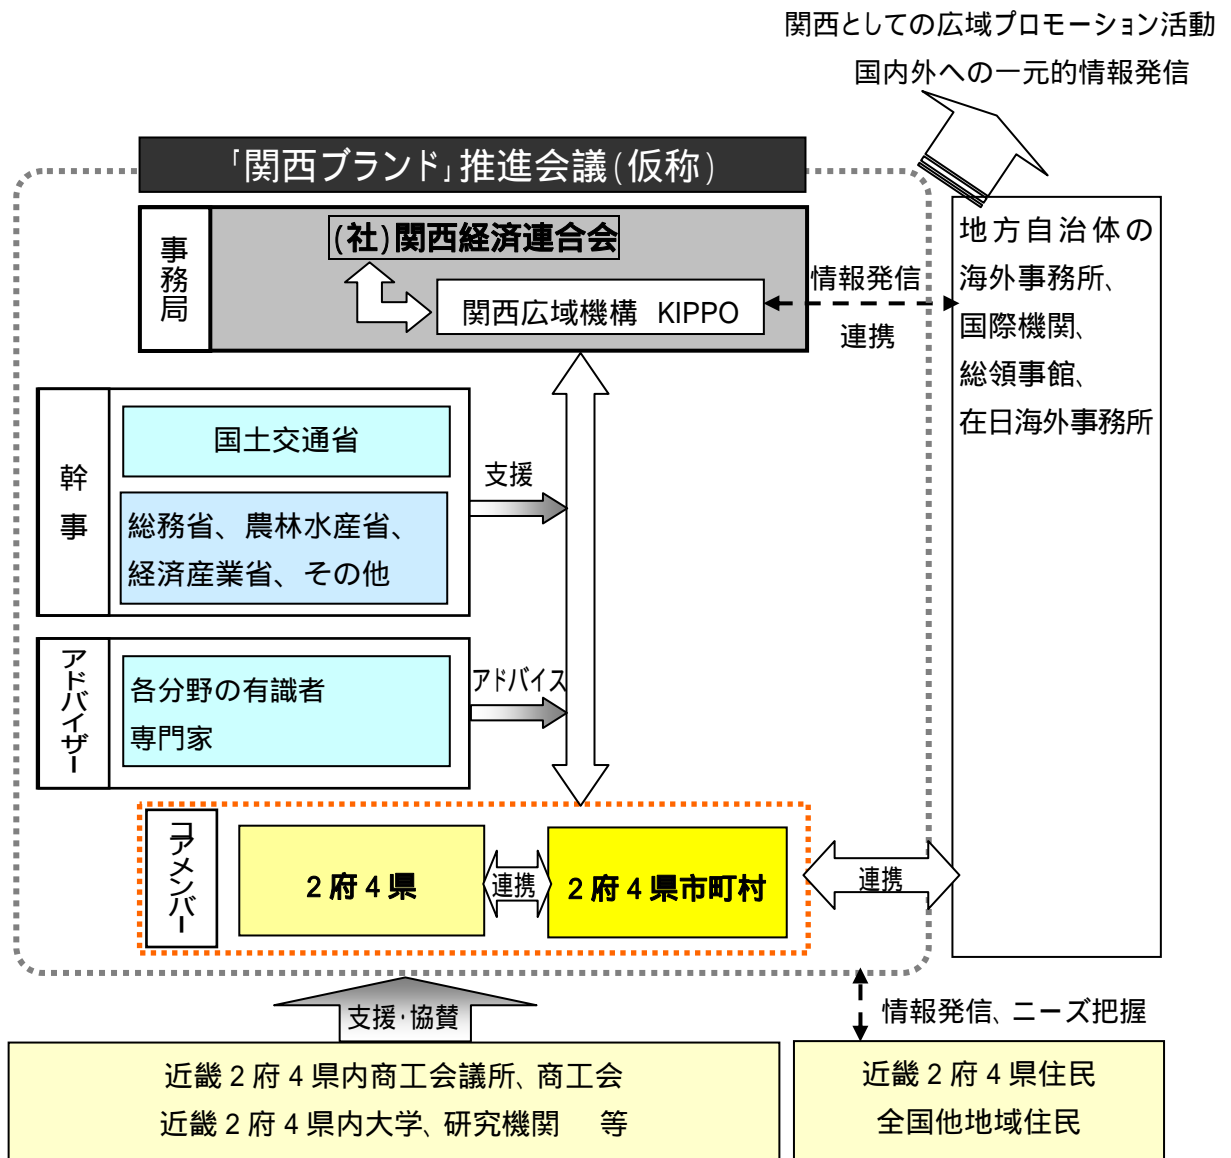 関西としての広域プロモーション活動
国内外への一元的情報発信
「関西ブランド」推進会議(仮称)
事務局
(社)関西経済連合会
関西広域機構 KIPPO
情報発信
連携
地方自治体の
海外事務所、
国際機関、
総領事館、
在日海外事務所
幹事
国土交通省
総務省、農林水産省、
経済産業省、その他
支援
アドバイザー
各分野の有識者
専門家
アドバイス
コアメンバー
2府4県
連携
2府4県市町村
連携
支援・協賛
情報発信、ニーズ把握
近畿2府4県内商工会議所、商工会
近畿2府4県内大学、研究機関 等
近畿2府4県住民
全国他地域住民